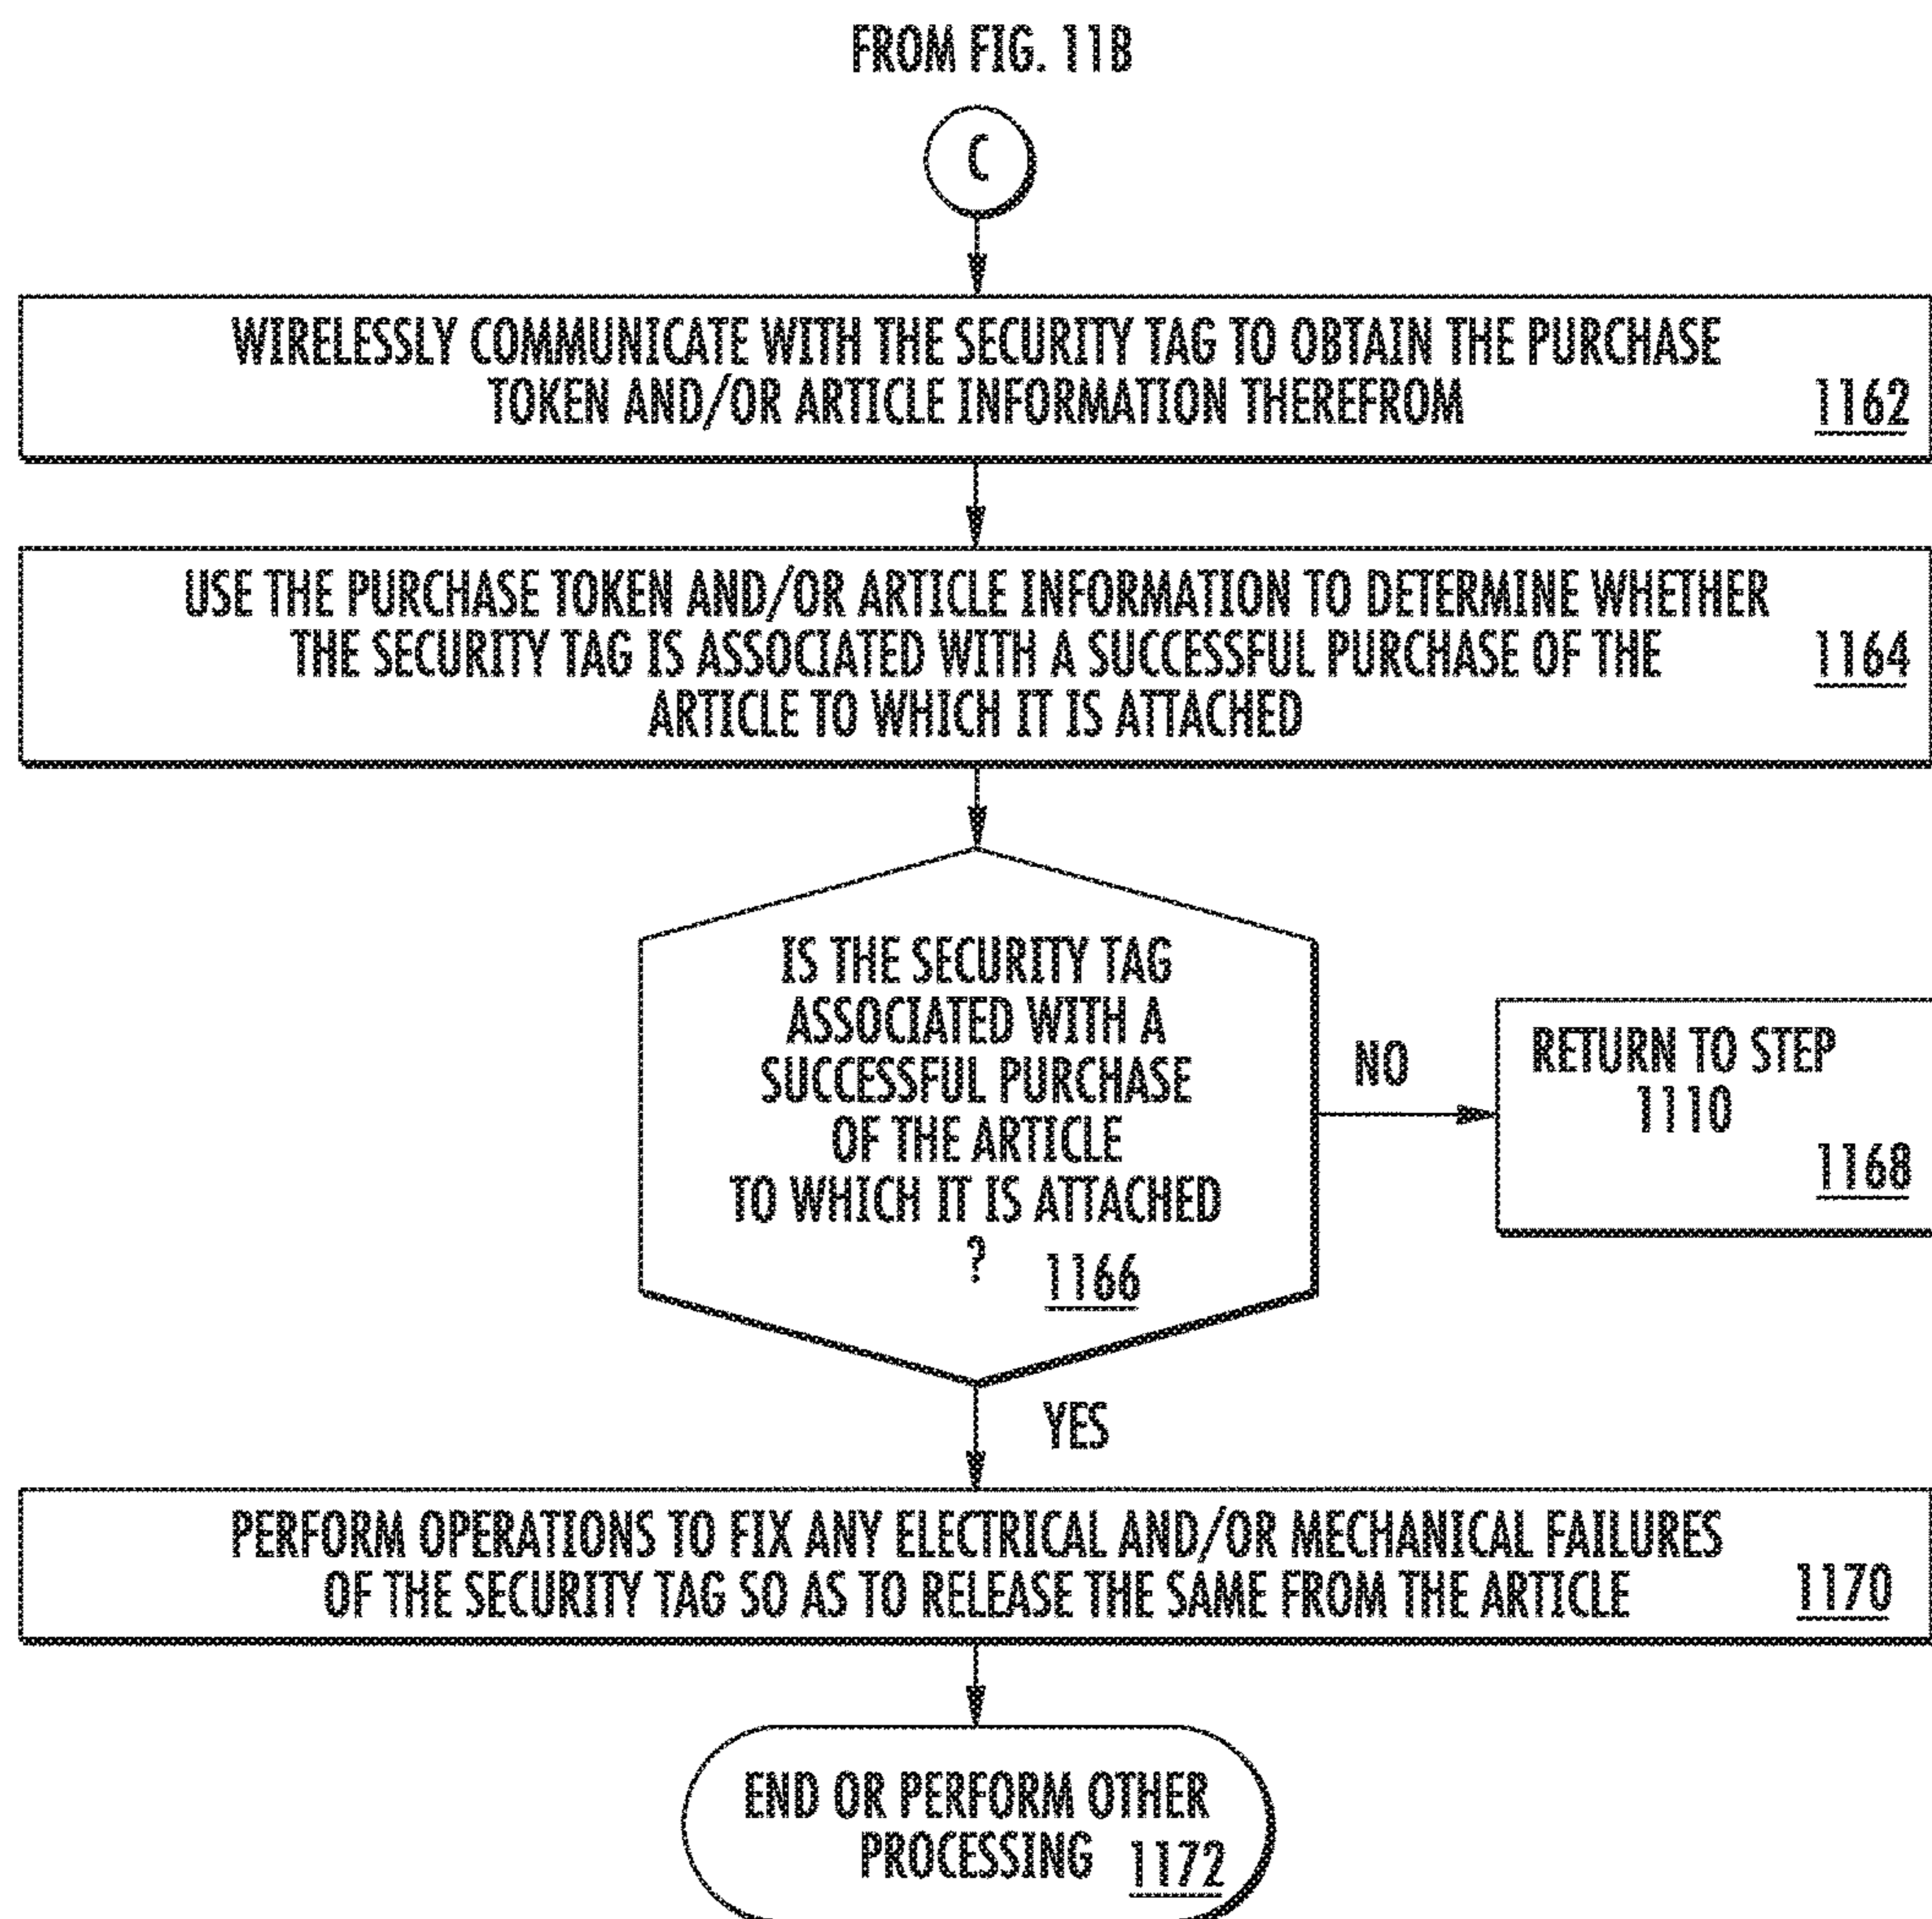 FROM FIG. 11B
C
WIRELESSLY COMMUNICATE WITH THE SECURITY TAG TO OBTAIN THE PURCHASE
TOKEN AND/OR ARTICLE INFORMATION THEREFROM
1162
USE THE PURCHASE TOKEN AND/OR ARTICLE INFORMATION TO DETERMINE WHETHER
THE SECURITY TAG IS ASSOCIATED WITH A SUCCESSFUL PURCHASE OF THE
ARTICLE TO WHICH IT IS ATTACHED
1164
IS THE SECURITY TAG
ASSOCIATED WITH A
SUCCESSFUL PURCHASE
OF THE ARTICLE
TO WHICH IT IS ATTACHED
?
1166
NO
RETURN TO STEP
1110
1168
YES
PERFORM OPERATIONS TO FIX ANY ELECTRICAL AND/OR MECHANICAL FAILURES
OF THE SECURITY TAG SO AS TO RELEASE THE SAME FROM THE ARTICLE
1170
END OR PERFORM OTHER
PROCESSING
1172